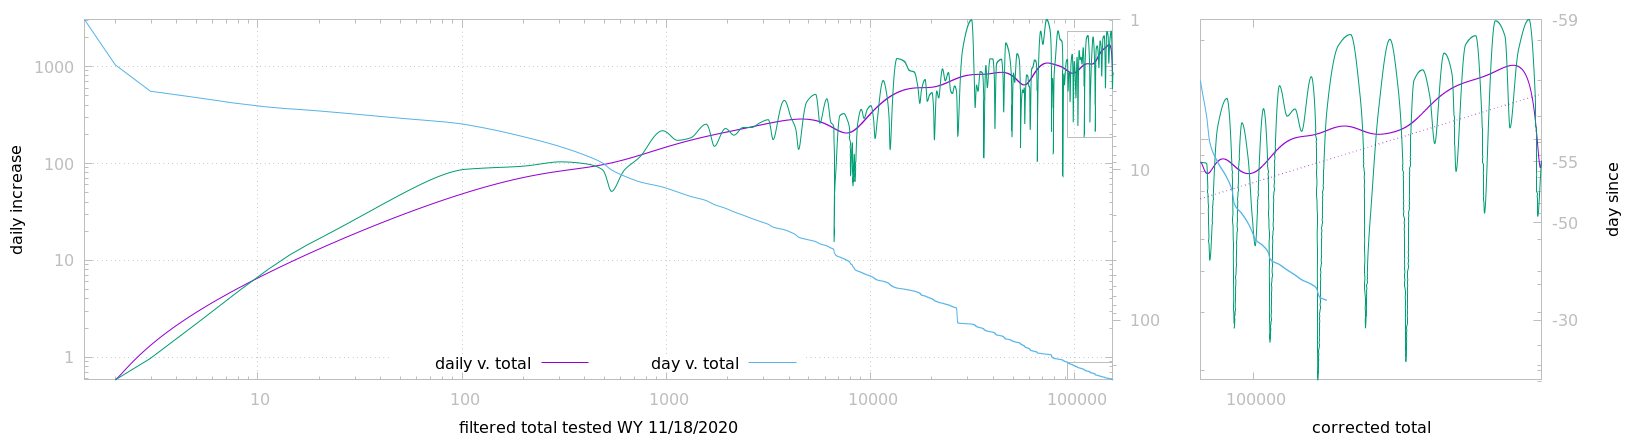 daily increase
1000
100
10
1
10
100
1000
10000
100000
1
10
100
daily v. total
day v. total
filtered total tested WY 11/18/2020
-59
-55
-50
-30
day since
100000
corrected total